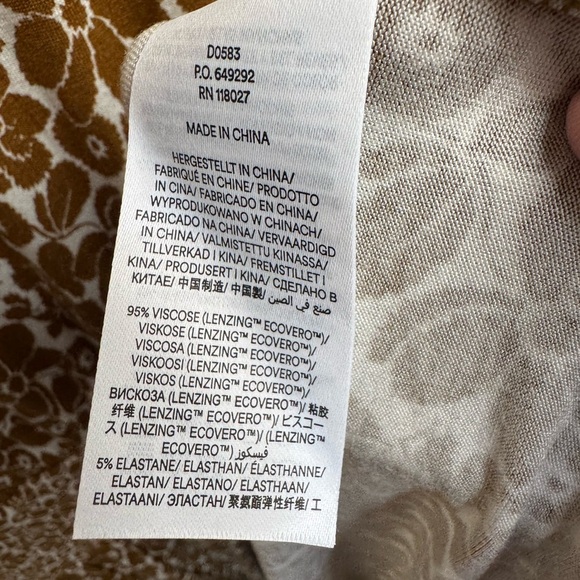 D0583
P.O. 649292
RN 118027
MADE IN CHINA
HERGESTELLT IN CHINA/
FABRIQUÉ EN CHINE/ PRODOTTO
IN CINA/ FABRICADO EN CHINA/
WYPRODUKOWANO W CHINACH/
FABRICADO NA CHINA/ VERVAARDIGD
IN CHINA/ VALMISTETTU KIINASSA/
TILLVERKAD I KINA/ FREMSTILLET I
KINA/ PRODUSERT I KINA/ СДЕЛАНО В
КИТАЕ/ 中国制造/ 中国製/ صنع في الصين/
95% VISCOSE (LENZING™ ECOVERO™)/
VISKOSE (LENZING™ ECOVERO™)/
VISCOSA (LENZING™ ECOVERO™)/
VISKOOSI (LENZING™ ECOVERO™)/
VISKOS (LENZING™ ECOVERO™)/
ВИСКОЗА (LENZING™ ECOVERO™)/ 粘胶
纤维 (LENZING™ ECOVERO™)/ ビスコー
ス (LENZING™ ECOVERO™)/ (LENZING™
ECOVERO™) فيسكوز/
5% ELASTANE/ ELASTHAN/ ÉLASTHANNE/
ELASTAN/ ELASTANO/ ELASTHAAN/
ELASTAANI/ ЭЛАСТАН/ 聚氨酯弹性纤维/ エ